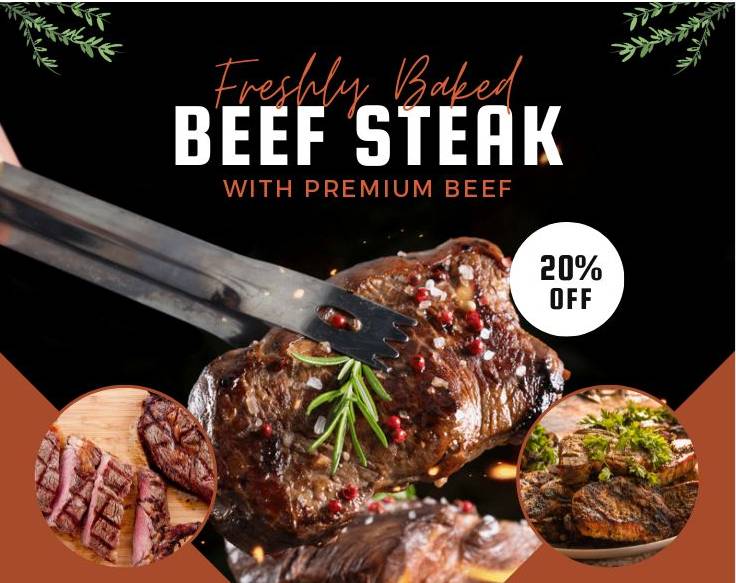 Freshly Baked
BEEF STEAK
WITH PREMIUM BEEF
20%
OFF